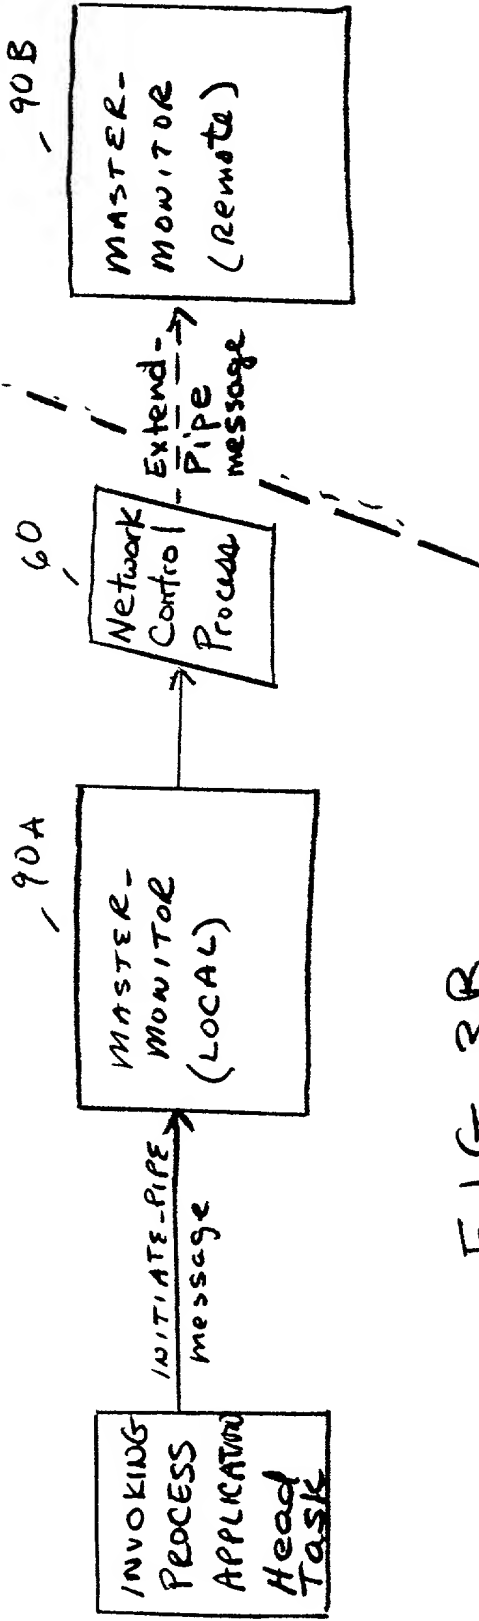 INVOKING
PROCESS
APPLICATION
Head
Task
INITIATE-PIPE
message
90A
MASTER-
MONITOR
(LOCAL)
60
Network
Control
Process
Extend-
Pipe
message
90B
MASTER-
MONITOR
(Remote)
FIG 3B